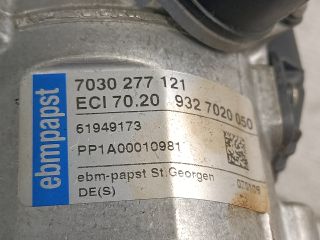 ebmpapst
7030 277 121
ECI 70.20 932 7020 050
61949173
PP1A00010981
ebm-papst St.Georgen
DE(S)